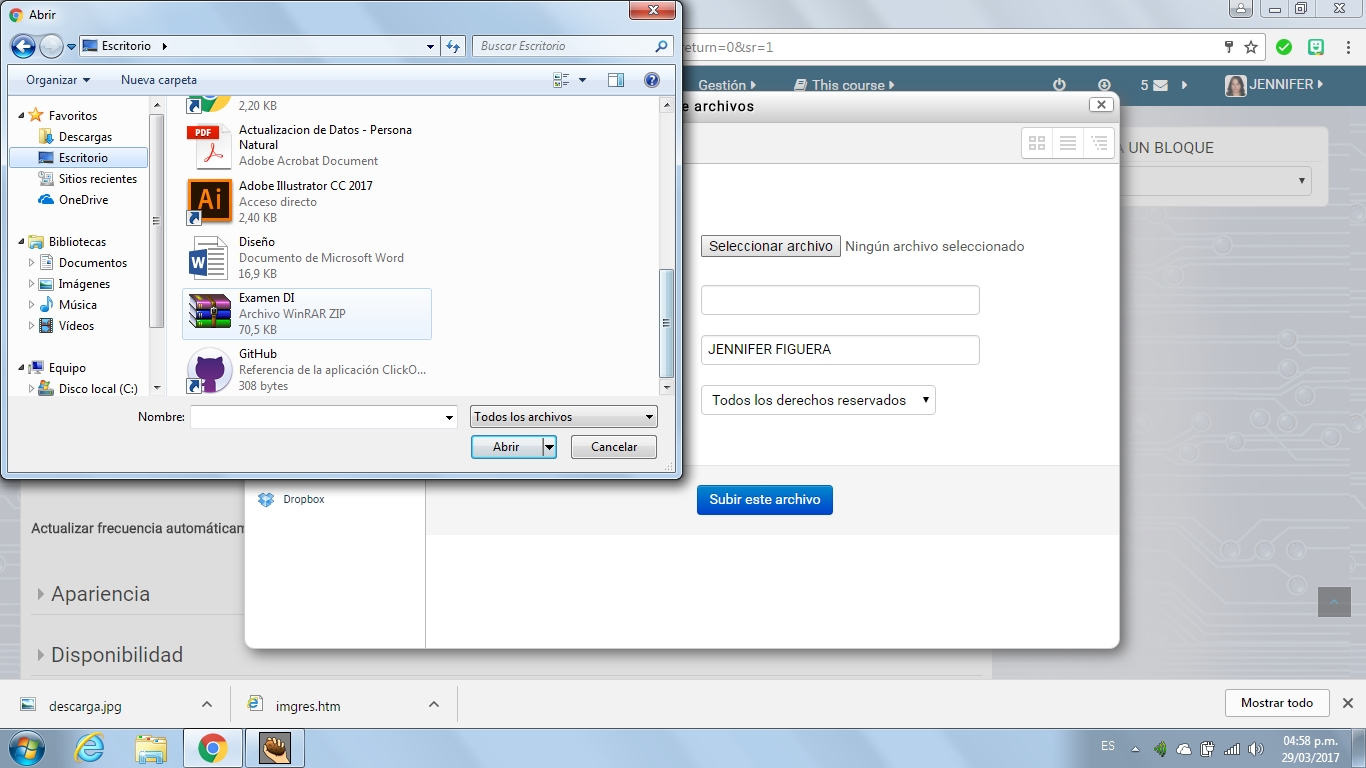 Abrir
Escritorio
Buscar Escritorio
return=0&sr=1
Organizar
Nueva carpeta
Gestión
This course
5
JENNIFER
Favoritos
Descargas
Escritorio
Sitios recientes
OneDrive
Bibliotecas
Documentos
Imágenes
Música
Vídeos
Equipo
Disco local (C:)
2,20 KB
PDF
Actualizacion de Datos - Persona
Natural
Adobe Acrobat Document
Ai
Adobe Illustrator CC 2017
Acceso directo
2,40 KB
W
Diseño
Documento de Microsoft Word
16,9 KB
Examen DI
Archivo WinRAR ZIP
70,5 KB
GitHub
Referencia de la aplicación ClickO...
308 bytes
Nombre:
Todos los archivos
Abrir
Cancelar
e archivos
A UN BLOQUE
Seleccionar archivo Ningún archivo seleccionado
JENNIFER FIGUERA
Todos los derechos reservados
Subir este archivo
Dropbox
Actualizar frecuencia automáticam
Apariencia
Disponibilidad
descarga.jpg
imgres.htm
Mostrar todo
ES
04:58 p.m.
29/03/2017